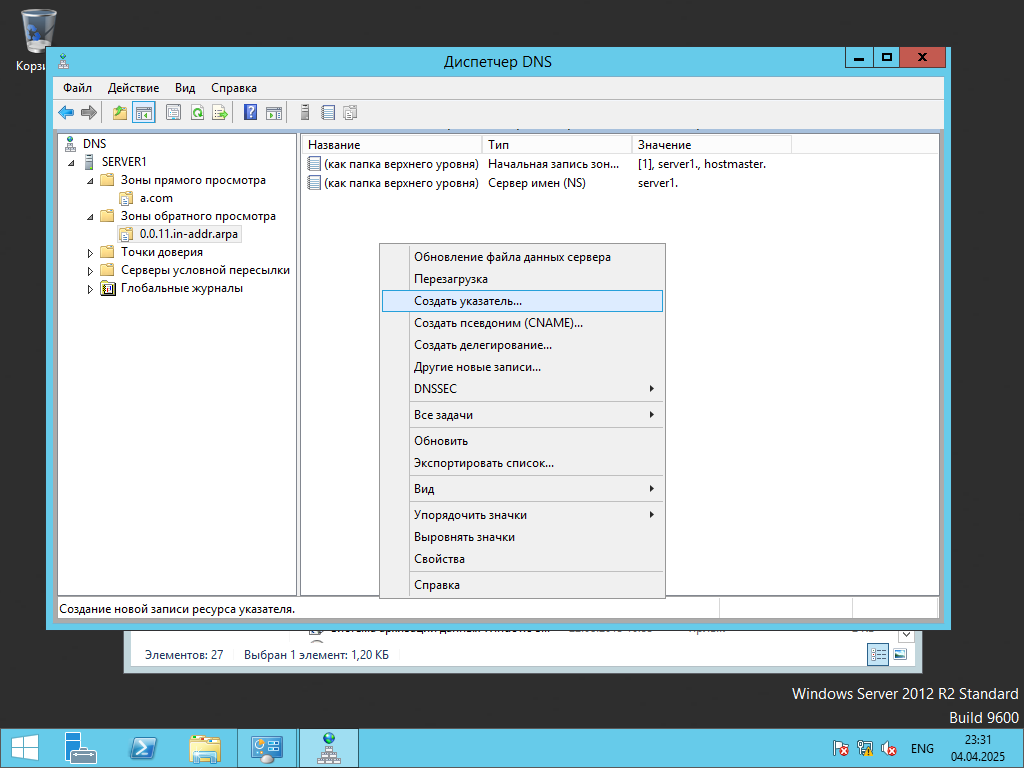 Корзи
Диспетчер DNS
Файл Действие Вид Справка
DNS
SERVER1
Зоны прямого просмотра
a.com
Зоны обратного просмотра
0.0.11.in-addr.arpa
Точки доверия
Серверы условной пересылки
Глобальные журналы
Название Тип Значение
(как папка верхнего уровня) Начальная запись зон... [1], server1., hostmaster.
(как папка верхнего уровня) Сервер имен (NS) server1.
Обновление файла данных сервера
Перезагрузка
Создать указатель...
Создать псевдоним (CNAME)...
Создать делегирование...
Другие новые записи...
DNSSEC
Все задачи
Обновить
Экспортировать список...
Вид
Упорядочить значки
Выровнять значки
Свойства
Справка
Создание новой записи ресурса указателя.
Элементов: 27 Выбран 1 элемент: 1,20 КБ
Windows Server 2012 R2 Standard
Build 9600
ENG
23:31
04.04.2025